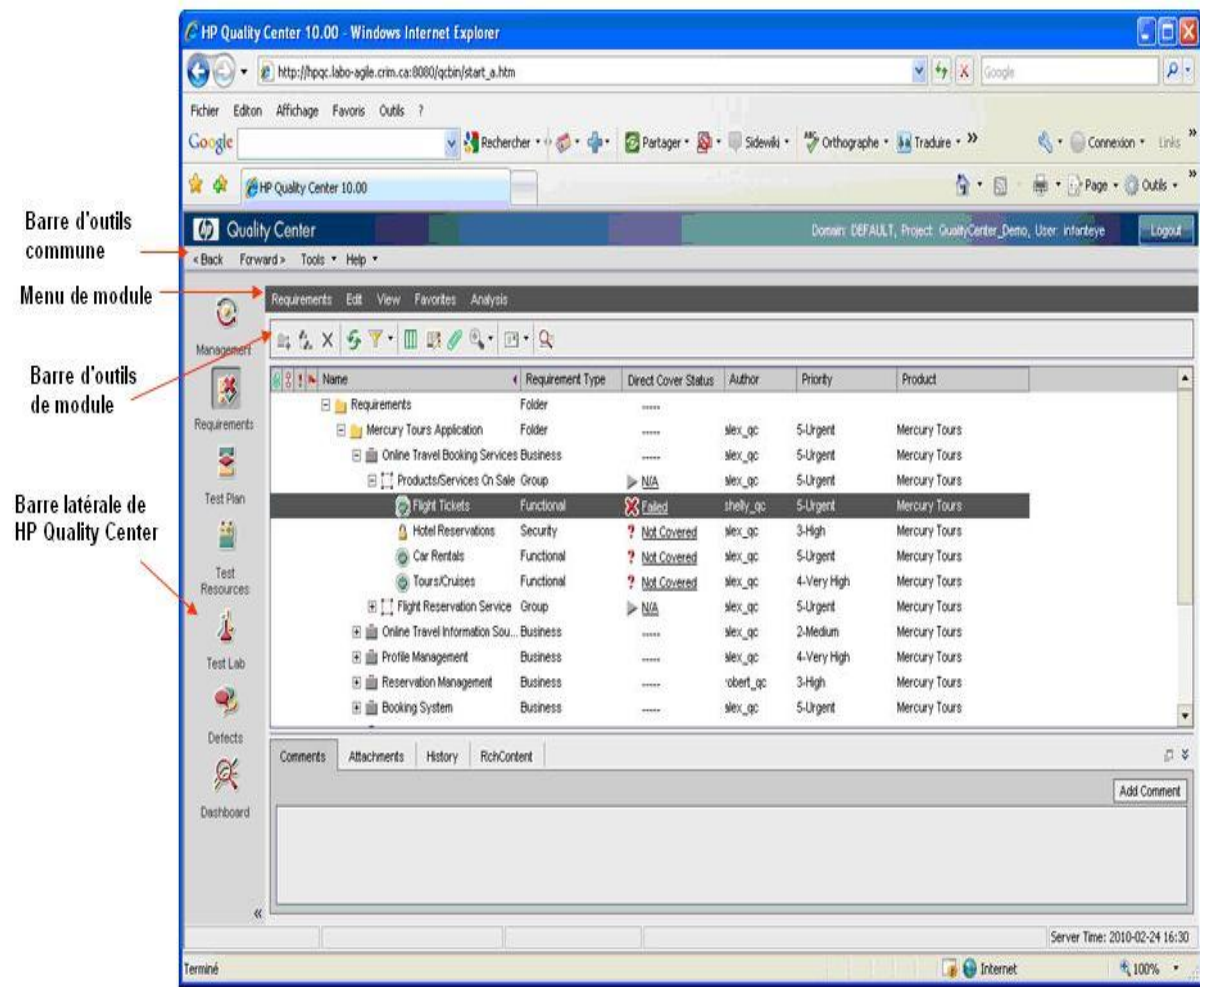 HP Quality Center 10.00 - Windows Internet Explorer
http://hpqc.labo-agile.crim.ca:8080/qcbin/start_a.htm
Google
Fichier Editon Affichage Favoris Outils ?
Google Rechercher Partager Sidewiki Orthographe Traduire » Connexion Links »
HP Quality Center 10.00 Page Outils »
Barre d'outils
commune
hp Quality Center Domain: DEFAULT, Project: QualityCenter_Demo, User: infanteye Logout
<Back Forward> Tools Help
Menu de module
Requirements Edit View Favorites Analysis
Barre d'outils
de module
Barre latérale de
HP Quality Center
Management
Requirements
Test Plan
Test
Resources
Test Lab
Defects
Dashboard
«
Name Requirement Type Direct Cover Status Author Priority Product
Requirements Folder -----
Mercury Tours Application Folder ----- alex_qc 5-Urgent Mercury Tours
Online Travel Booking Services Business ----- alex_qc 5-Urgent Mercury Tours
Products/Services On Sale Group N/A alex_qc 5-Urgent Mercury Tours
Flight Tickets Functional Failed shelly_qc 5-Urgent Mercury Tours
Hotel Reservations Security ? Not Covered alex_qc 3-High Mercury Tours
Car Rentals Functional ? Not Covered alex_qc 5-Urgent Mercury Tours
Tours/Cruises Functional ? Not Covered alex_qc 4-Very High Mercury Tours
Flight Reservation Service Group N/A alex_qc 5-Urgent Mercury Tours
Online Travel Information Sou... Business ----- alex_qc 2-Medium Mercury Tours
Profile Management Business ----- alex_qc 4-Very High Mercury Tours
Reservation Management Business ----- robert_qc 3-High Mercury Tours
Booking System Business ----- alex_qc 5-Urgent Mercury Tours
Comments Attachments History RichContent
Add Comment
Server Time: 2010-02-24 16:30
Terminé Internet 100%